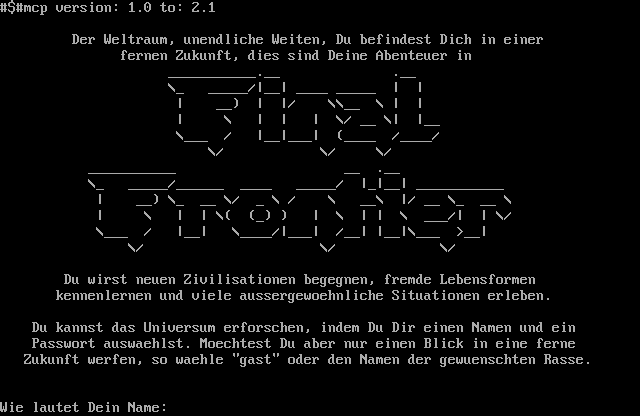 #$#mcp version: 1.0 to: 2.1
Der Weltraum, unendliche Weiten, Du befindest Dich in einer
fernen Zukunft, dies sind Deine Abenteuer in
Final
Frontier
Du wirst neuen Zivilisationen begegnen, fremde Lebensformen
kennenlernen und viele aussergewoehnliche Situationen erleben.
Du kannst das Universum erforschen, indem Du Dir einen Namen und ein
Passwort auswaehlst. Moechtest Du aber nur einen Blick in eine ferne
Zukunft werfen, so waehle "gast" oder den Namen der gewuenschten Rasse.
Wie lautet Dein Name: